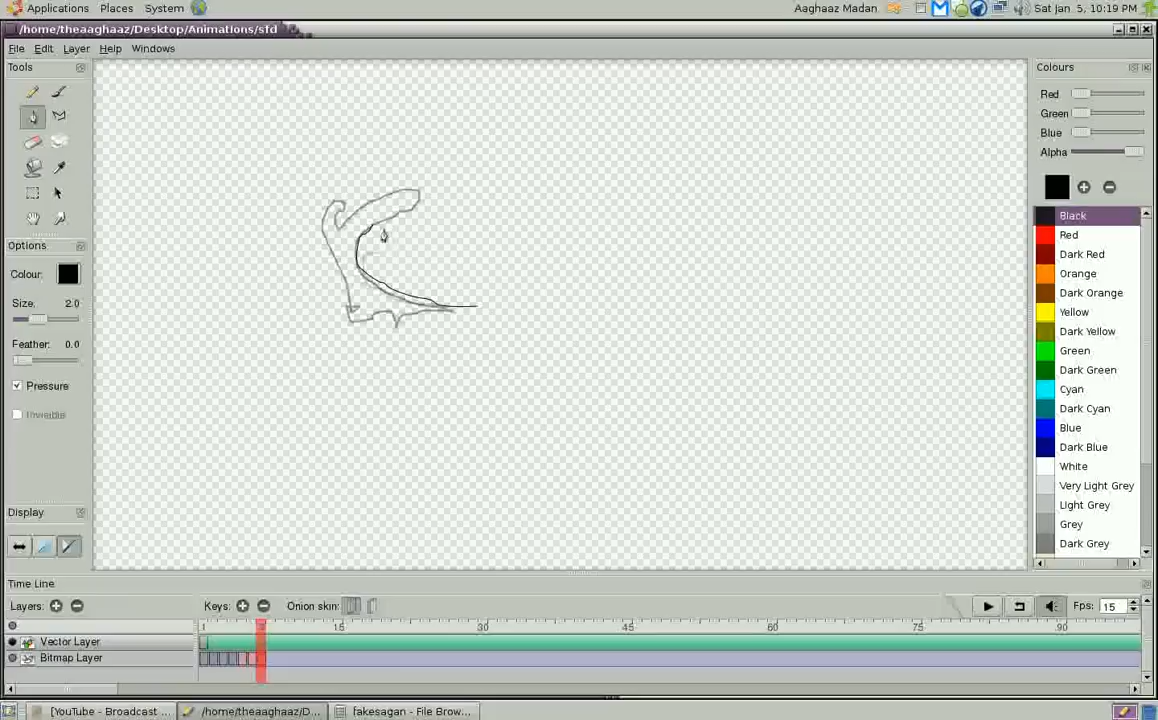 Applications Places System Aaghaaz Madan. Sat Jan. 5, 10:19 PM
/home/theaaghaaz/Desktop/Animations/sfd
File Edit Layer Help Windows
Tools
Colours
Red
Green
Blue
Alpha
Black
Red
Dark Red
Orange
Dark Orange
Yellow
Dark Yellow
Green
Dark Green
Cyan
Dark Cyan
Blue
Dark Blue
White
Very Light Grey
Light Grey
Grey
Dark Grey
Options
Colour:
Size: 2.0
Feather: 0.0
Pressure
Invisible
Display
Time Line
Layers: Keys: Onion skin: Fps: 15
1 15 30 45 60 75 90
Vector Layer
Bitmap Layer
[YouTube - Broadcast ... /home/theaaghaaz/D... fakesagan - File Brow...